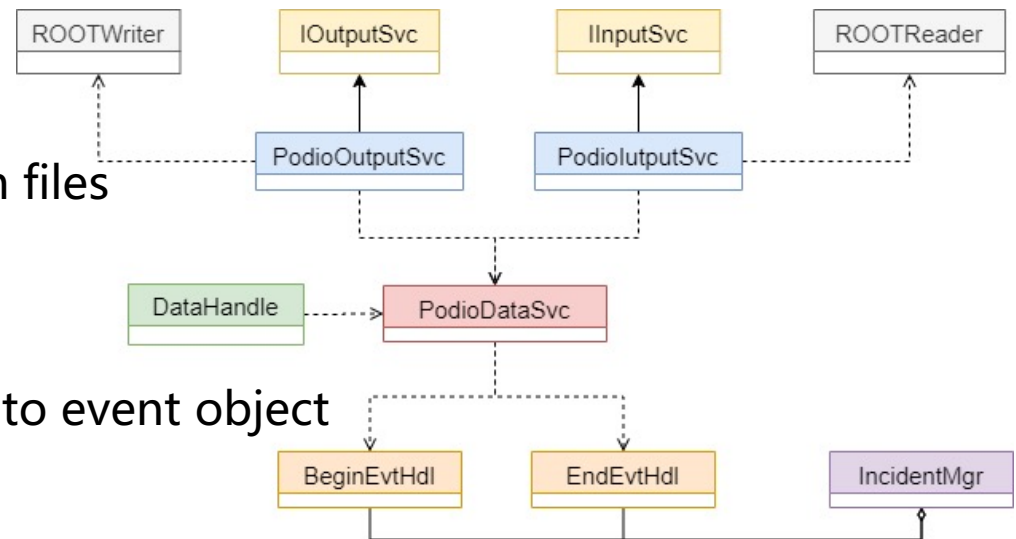 ROOTWriter
IOutputSvc
IInputSvc
ROOTReader
PodioOutputSvc
PodioIutputSvc
n files
DataHandle
PodioDataSvc
to event object
BeginEvtHdl
EndEvtHdl
IncidentMgr